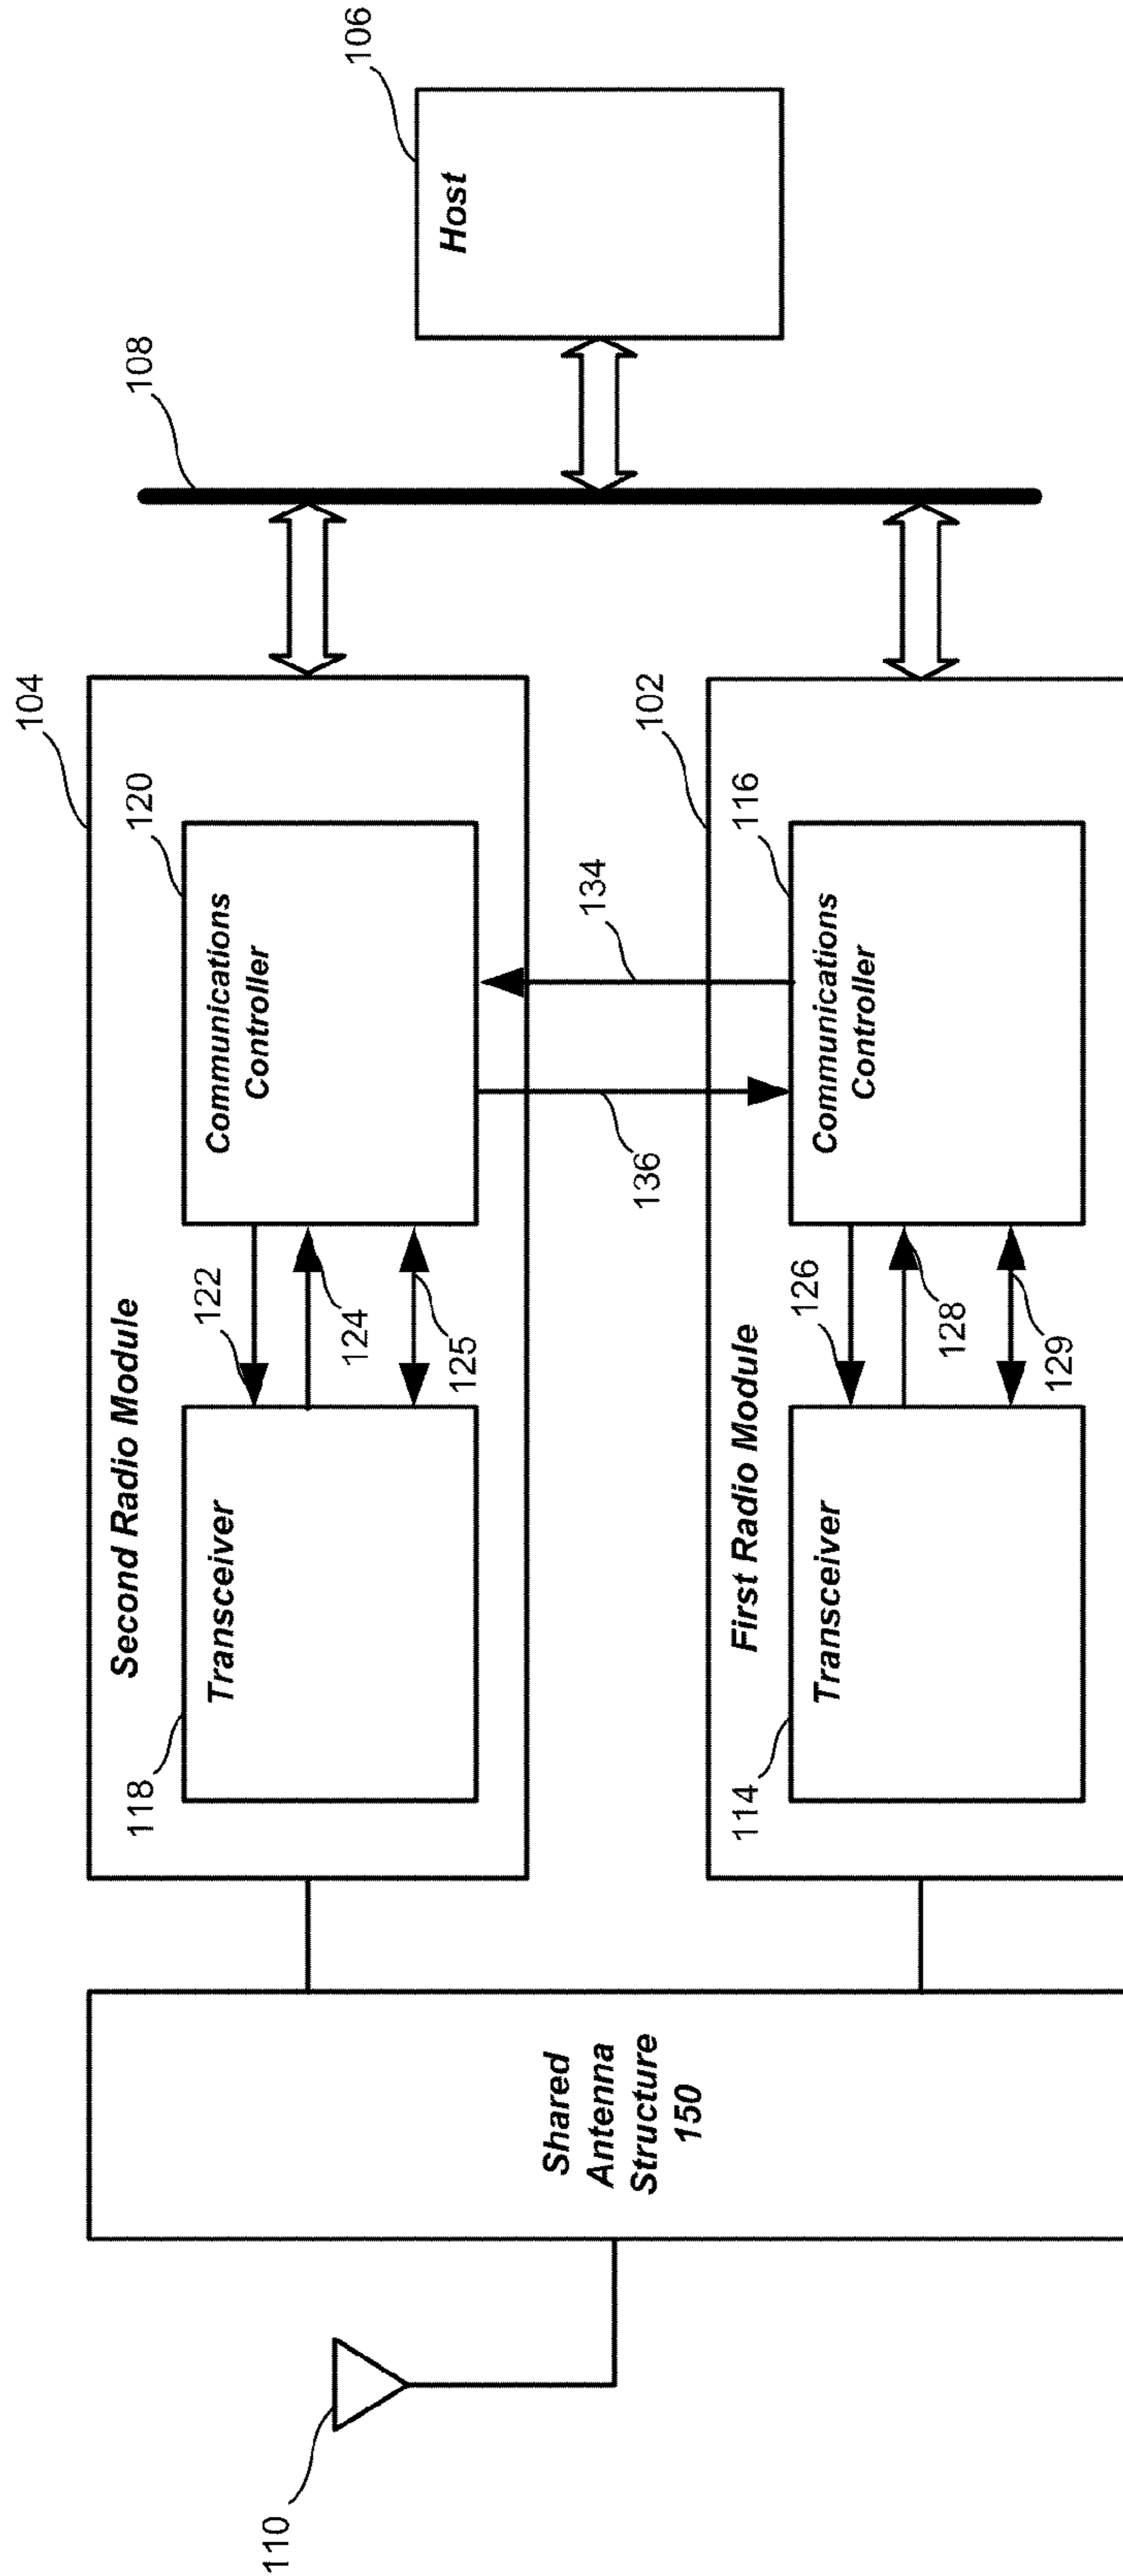 110
Shared
Antenna
Structure
150
104
Second Radio Module
118
Transceiver
122
124
125
120
Communications
Controller
136
134
102
First Radio Module
114
Transceiver
126
128
129
116
Communications
Controller
108
106
Host